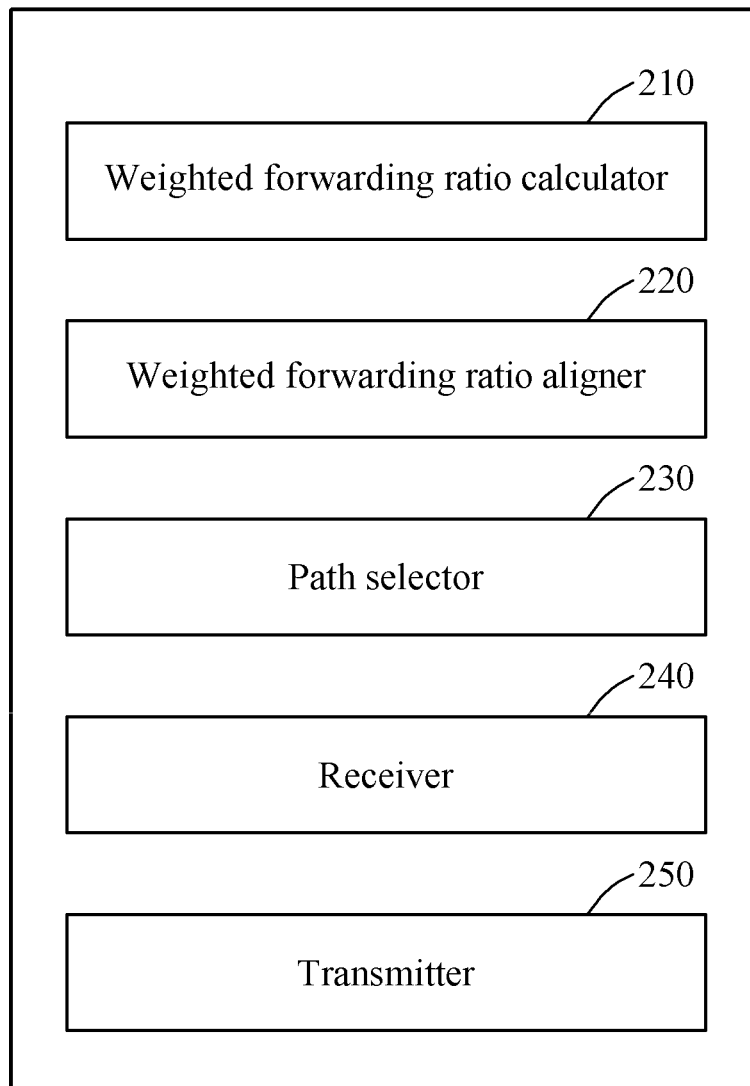 210
Weighted forwarding ratio calculator
220
Weighted forwarding ratio aligner
230
Path selector
240
Receiver
250
Transmitter